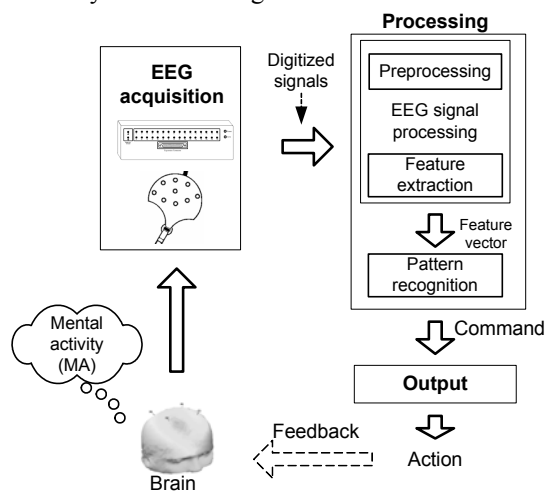 Processing
EEG
acquisition
Digitized
signals
Preprocessing
EEG signal
processing
Feature
extraction
Feature
vector
Pattern
recognition
Mental
activity
(MA)
Command
Output
Feedback
Action
Brain